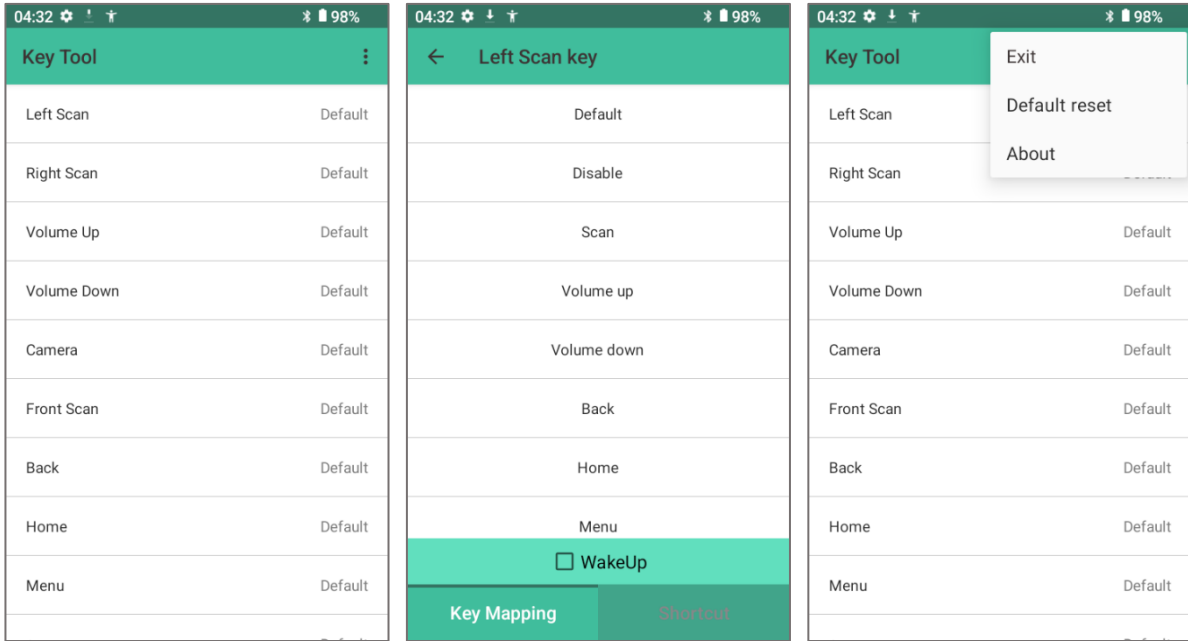 04:32 98%
Key Tool
Left Scan Default
Right Scan Default
Volume Up Default
Volume Down Default
Camera Default
Front Scan Default
Back Default
Home Default
Menu Default
04:32 98%
Left Scan key
Default
Disable
Scan
Volume up
Volume down
Back
Home
Menu
WakeUp
Key Mapping Shortcut
04:32 98%
Key Tool
Exit
Default reset
About
Left Scan
Right Scan
Volume Up Default
Volume Down Default
Camera Default
Front Scan Default
Back Default
Home Default
Menu Default